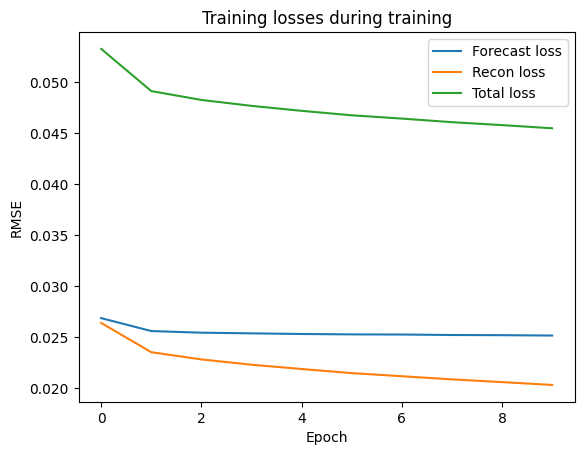 Training losses during training
Forecast loss
Recon loss
Total loss
0.050
0.045
0.040
0.035
0.030
0.025
0.020
RMSE
0 2 4 6 8
Epoch